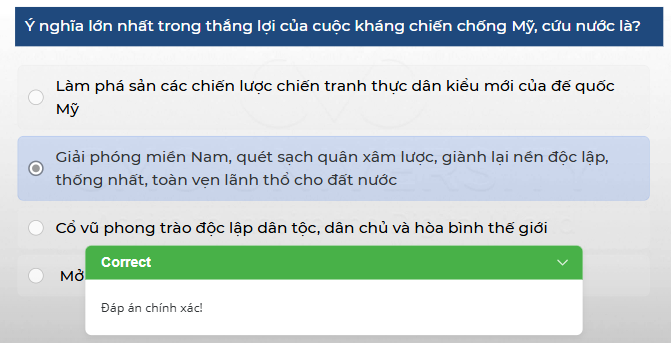 Ý nghĩa lớn nhất trong thắng lợi của cuộc kháng chiến chống Mỹ, cứu nước là?
Làm phá sản các chiến lược chiến tranh thực dân kiểu mới của đế quốc
Mỹ
Giải phóng miền Nam, quét sạch quân xâm lược, giành lại nền độc lập,
thống nhất, toàn vẹn lãnh thổ cho đất nước
Cổ vũ phong trào độc lập dân tộc, dân chủ và hòa bình thế giới
Mở
Correct
Đáp án chính xác!